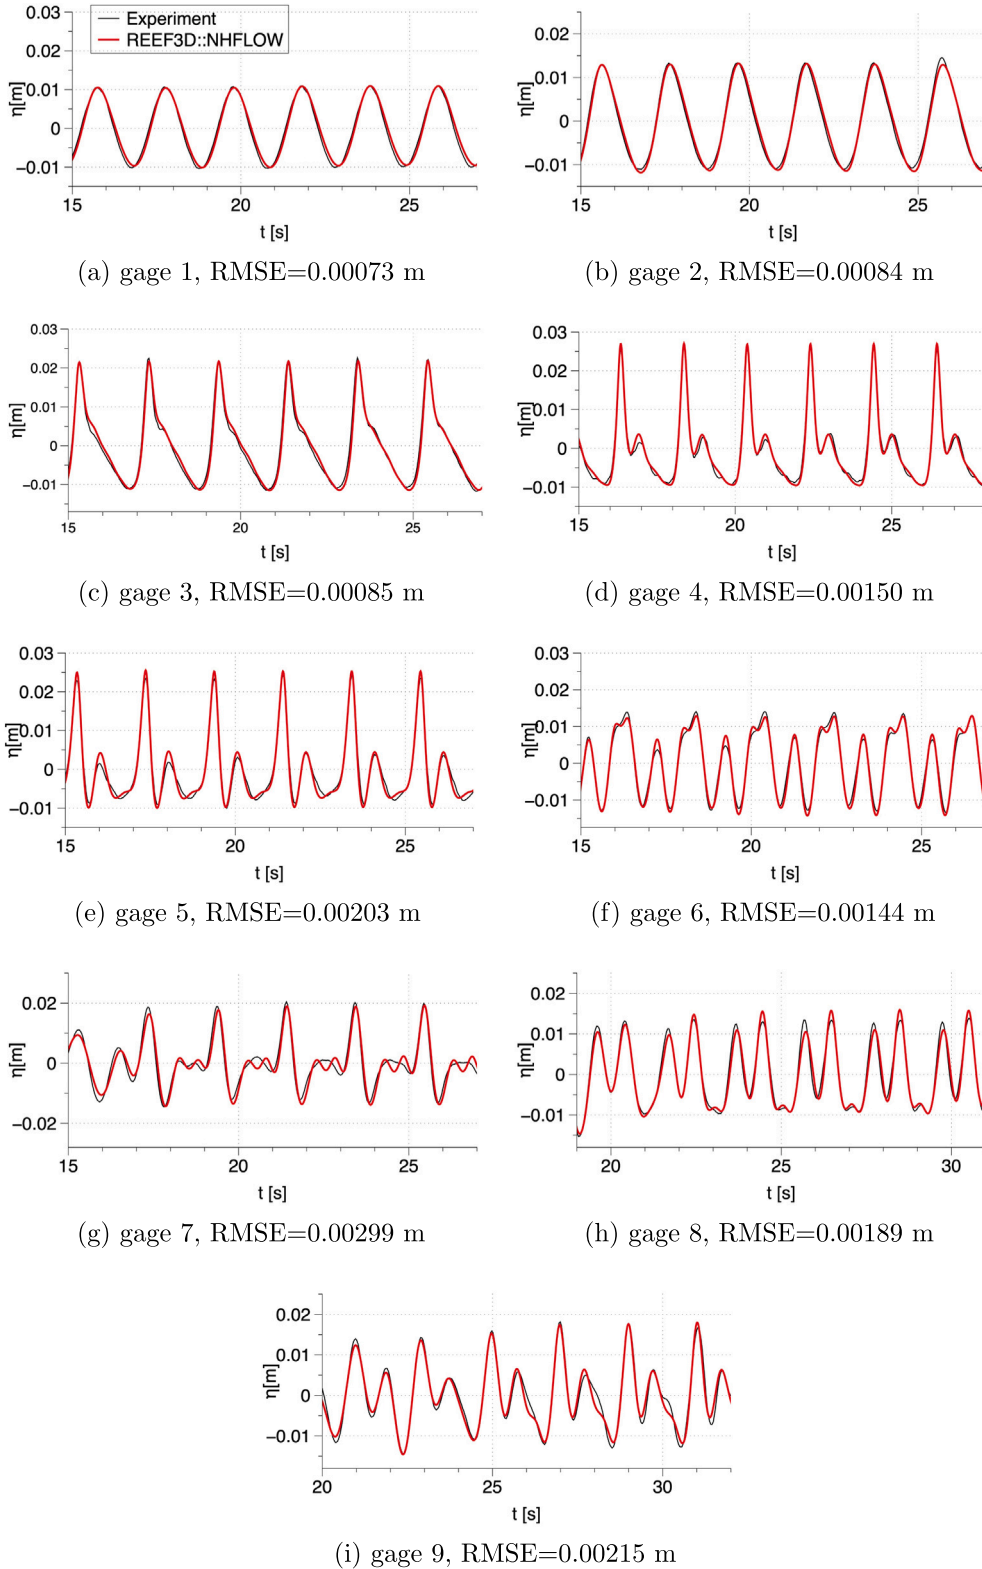 Experiment
REEF3D::NHFLOW
0.03
0.02
0.01
0
−0.01
η[m]
15 20 25
t [s]
(a) gage 1, RMSE=0.00073 m
0.02
0.01
0
−0.01
η[m]
15 20 25
t [s]
(b) gage 2, RMSE=0.00084 m
0.03
0.02
0.01
0
−0.01
η[m]
15 20 25
t [s]
(c) gage 3, RMSE=0.00085 m
0.03
0.02
0.01
0
−0.01
η[m]
15 20 25
t [s]
(d) gage 4, RMSE=0.00150 m
0.03
0.02
0.01
0
−0.01
η[m]
15 20 25
t [s]
(e) gage 5, RMSE=0.00203 m
0.03
0.02
0.01
0
−0.01
η[m]
15 20 25
t [s]
(f) gage 6, RMSE=0.00144 m
0.02
0
−0.02
η[m]
15 20 25
t [s]
(g) gage 7, RMSE=0.00299 m
0.02
0.01
0
−0.01
η[m]
20 25 30
t [s]
(h) gage 8, RMSE=0.00189 m
0.02
0.01
0
−0.01
η[m]
20 25 30
t [s]
(i) gage 9, RMSE=0.00215 m